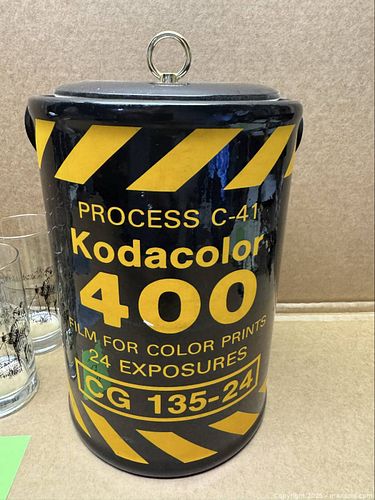 PROCESS C-41
Kodacolor
400
FILM FOR COLOR PRINTS
24 EXPOSURES
CG 135-24